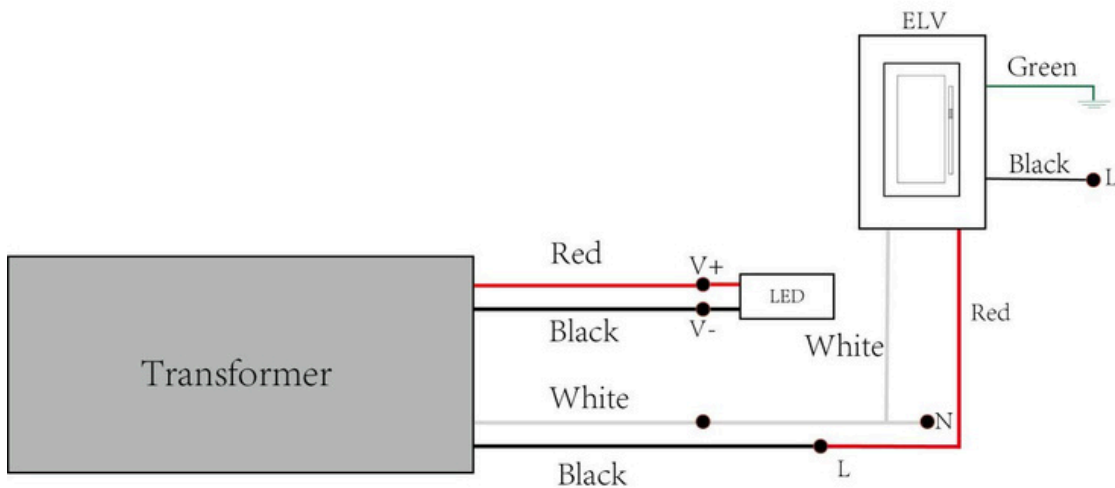 ELV
Green
Black
L
Red
V+
LED
Black
V-
Red
White
Transformer
White
N
Black
L